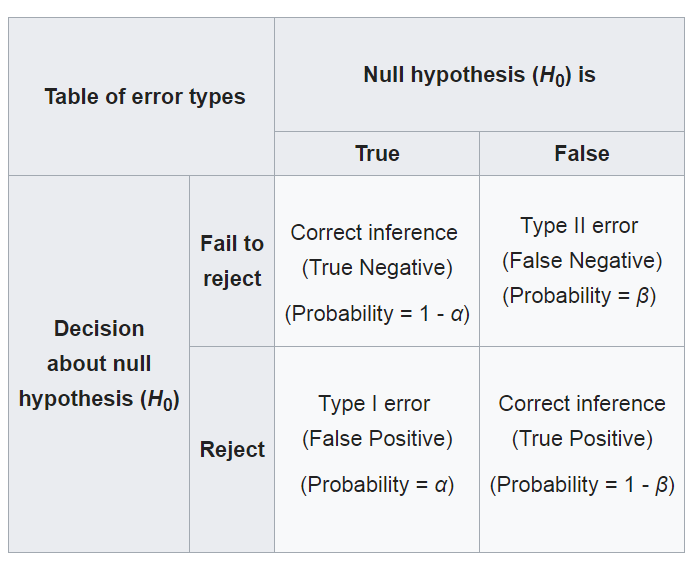 Table of error types
Null hypothesis (H0) is
True
False
Decision
about null
hypothesis (H0)
Fail to
reject
Correct inference
(True Negative)
(Probability = 1 - α)
Type II error
(False Negative)
(Probability = β)
Reject
Type I error
(False Positive)
(Probability = α)
Correct inference
(True Positive)
(Probability = 1 - β)